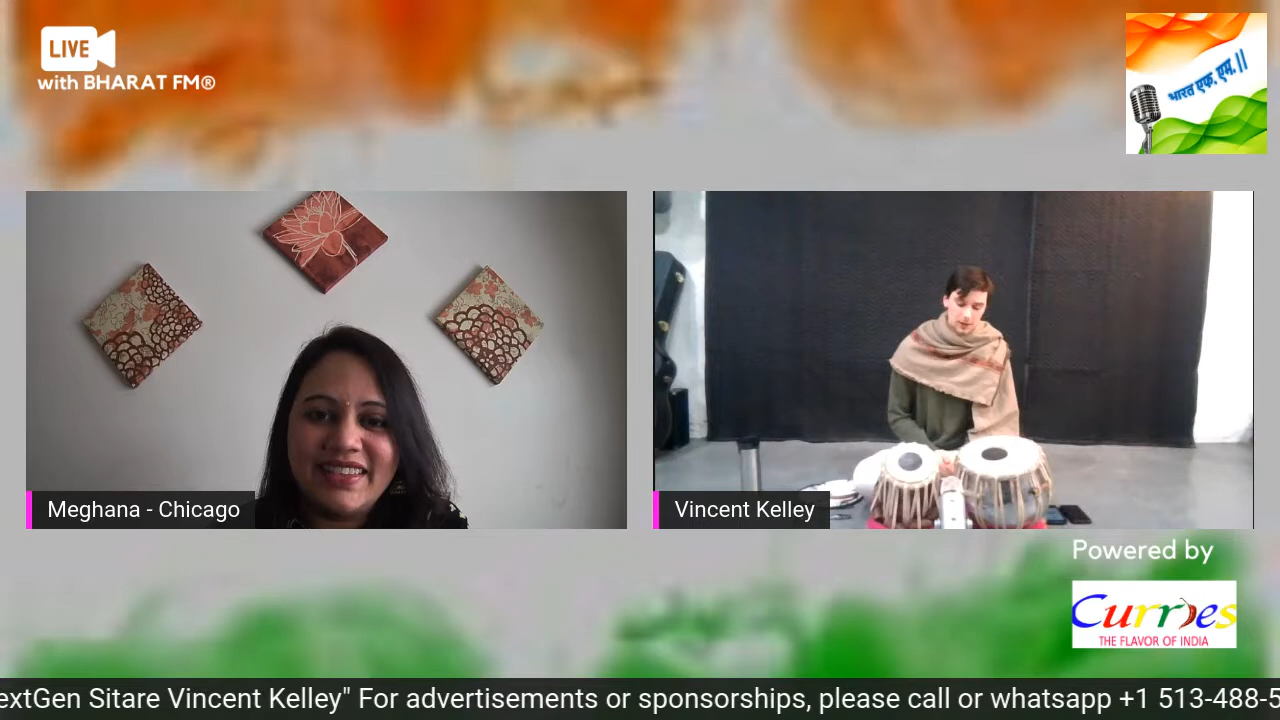 LIVE
with BHARAT FM®
भारत एफ. एम.||
Meghana - Chicago
Vincent Kelley
Powered by
Curries
THE FLAVOR OF INDIA
extGen Sitare Vincent Kelley" For advertisements or sponsorships, please call or whatsapp +1 513-488-5